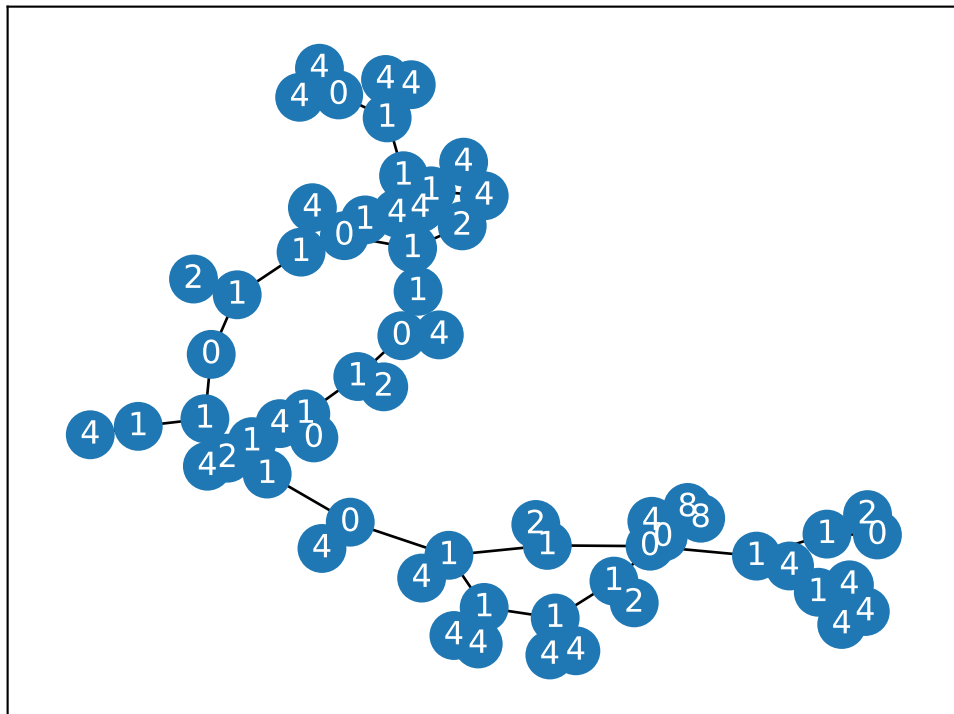 4
4 4
4 0
1
4
1 1 4
4 1 4 4 2
0 1
1
2 1 1
0 0 4
1 2
1 4 1
4 1 1 0
4 2 1
0 4
2 1 4 8 8
0 0
1 1 2 0
4 1 4
1 2 1 4 4 4
1 1
4 4 4 4